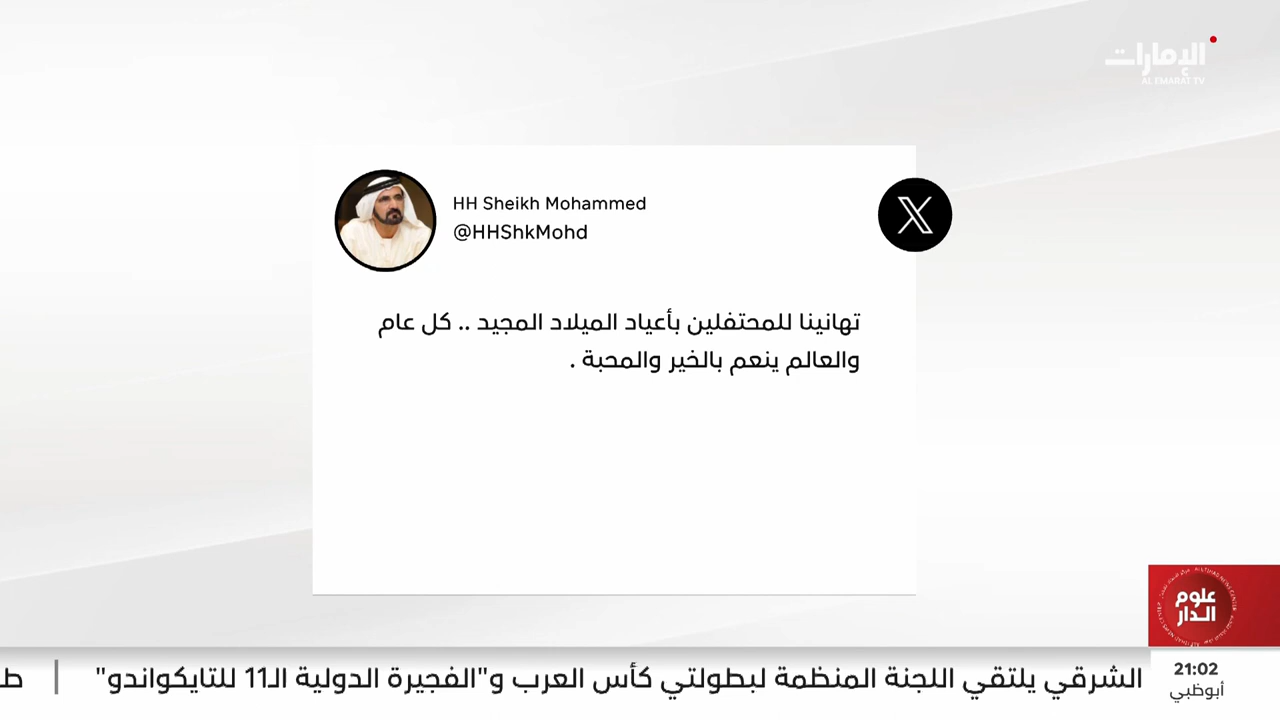 الإمارات
AL EMARAT TV
HH Sheikh Mohammed
@HHShkMohd
تهانينا للمحتفلين بأعياد الميلاد المجيد .. كل عام
والعالم ينعم بالخير والمحبة .
علوم
الدار
الشرقي يلتقي اللجنة المنظمة لبطولتي كأس العرب و"الفجيرة الدولية الـ11 للتايكواندو" | ط
21:02
أبوظبي